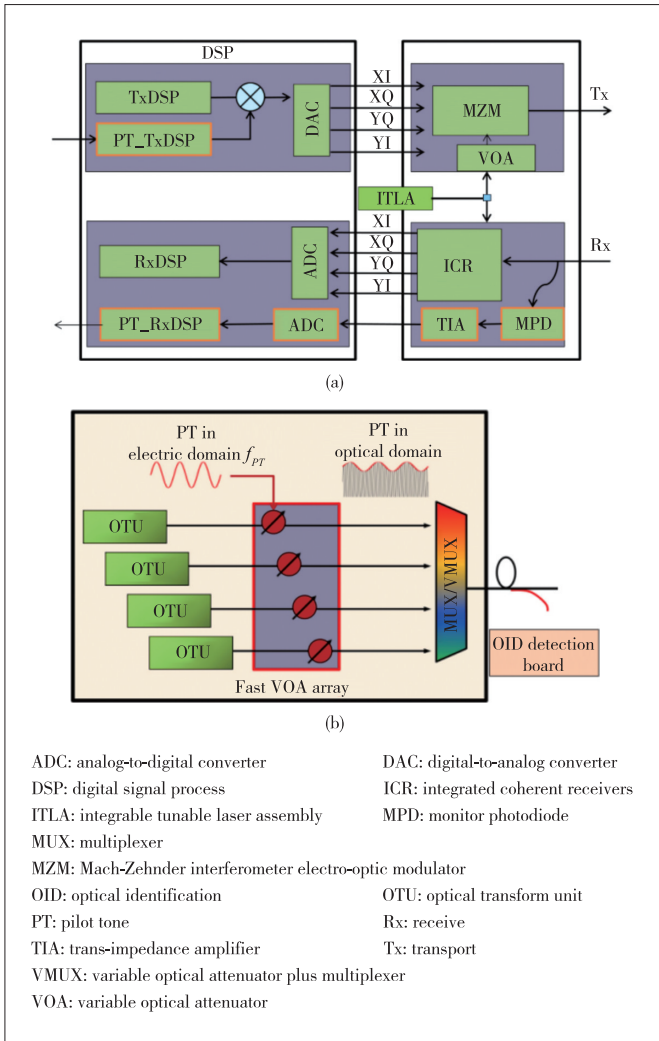 DSP
TxDSP
PT_TxDSP
DAC
XI
XQ
YQ
YI
MZM
VOA
Tx
ITLA
XI
XQ
YQ
YI
RxDSP
ADC
ICR
Rx
PT_RxDSP
ADC
TIA
MPD
(a)
PT in
electric domain f_PT
PT in
optical domain
OTU
OTU
OTU
OTU
Fast VOA array
MUX/VMUX
OID detection
board
(b)
ADC: analog-to-digital converter
DAC: digital-to-analog converter
DSP: digital signal process
ICR: integrated coherent receivers
ITLA: integrable tunable laser assembly
MPD: monitor photodiode
MUX: multiplexer
MZM: Mach-Zehnder interferometer electro-optic modulator
OID: optical identification
OTU: optical transform unit
PT: pilot tone
Rx: receive
TIA: trans-impedance amplifier
Tx: transport
VMUX: variable optical attenuator plus multiplexer
VOA: variable optical attenuator